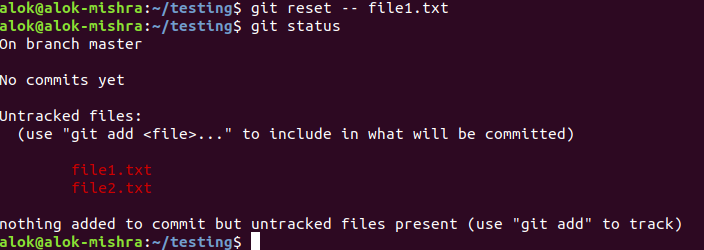 alok@alok-mishra:~/testing$ git reset -- file1.txt
alok@alok-mishra:~/testing$ git status
On branch master
No commits yet
Untracked files:
(use "git add <file>..." to include in what will be committed)
file1.txt
file2.txt
nothing added to commit but untracked files present (use "git add" to track)
alok@alok-mishra:~/testing$